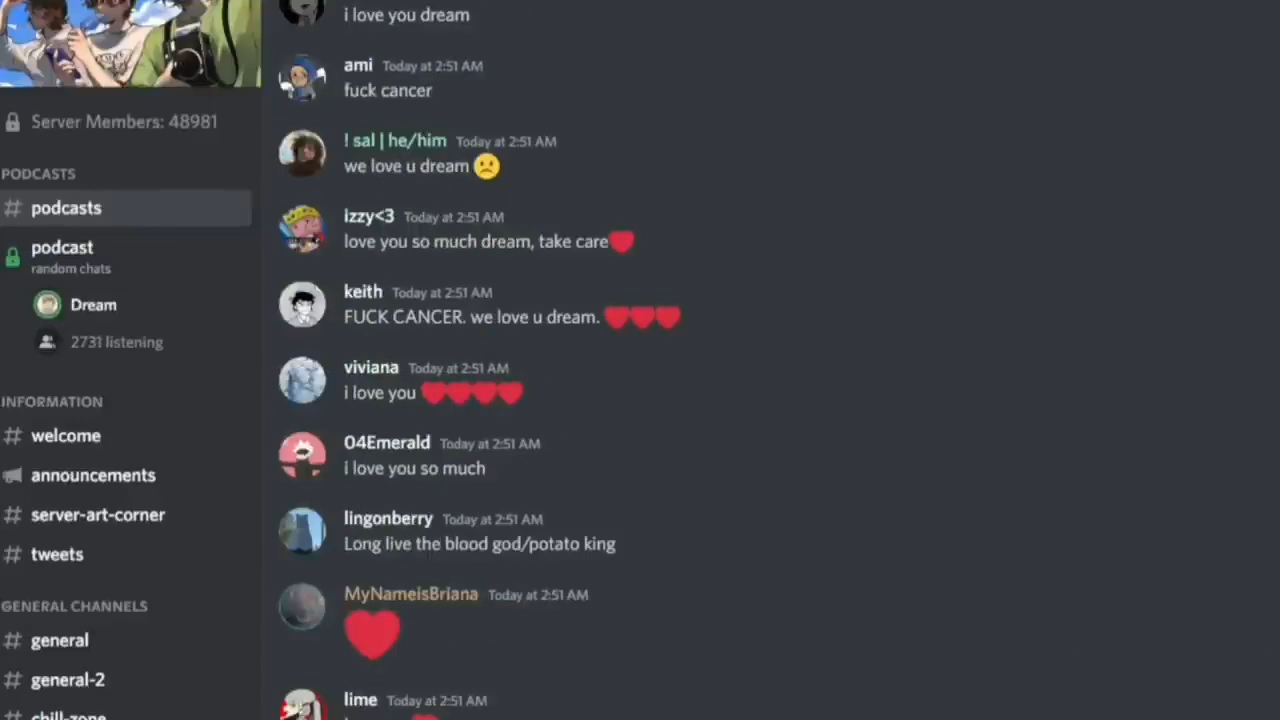 Server Members: 48981
PODCASTS
podcasts
podcast
random chats
Dream
2731 listening
INFORMATION
welcome
announcements
server-art-corner
tweets
GENERAL CHANNELS
general
general-2
chill-zone
i love you dream
ami Today at 2:51 AM
fuck cancer
! sal | he/him Today at 2:51 AM
we love u dream 🙁
izzy<3 Today at 2:51 AM
love you so much dream, take care❤️
keith Today at 2:51 AM
FUCK CANCER. we love u dream. ❤️❤️❤️
viviana Today at 2:51 AM
i love you ❤️❤️❤️❤️
04Emerald Today at 2:51 AM
i love you so much
lingonberry Today at 2:51 AM
Long live the blood god/potato king
MyNameisBriana Today at 2:51 AM
❤️
lime Today at 2:51 AM